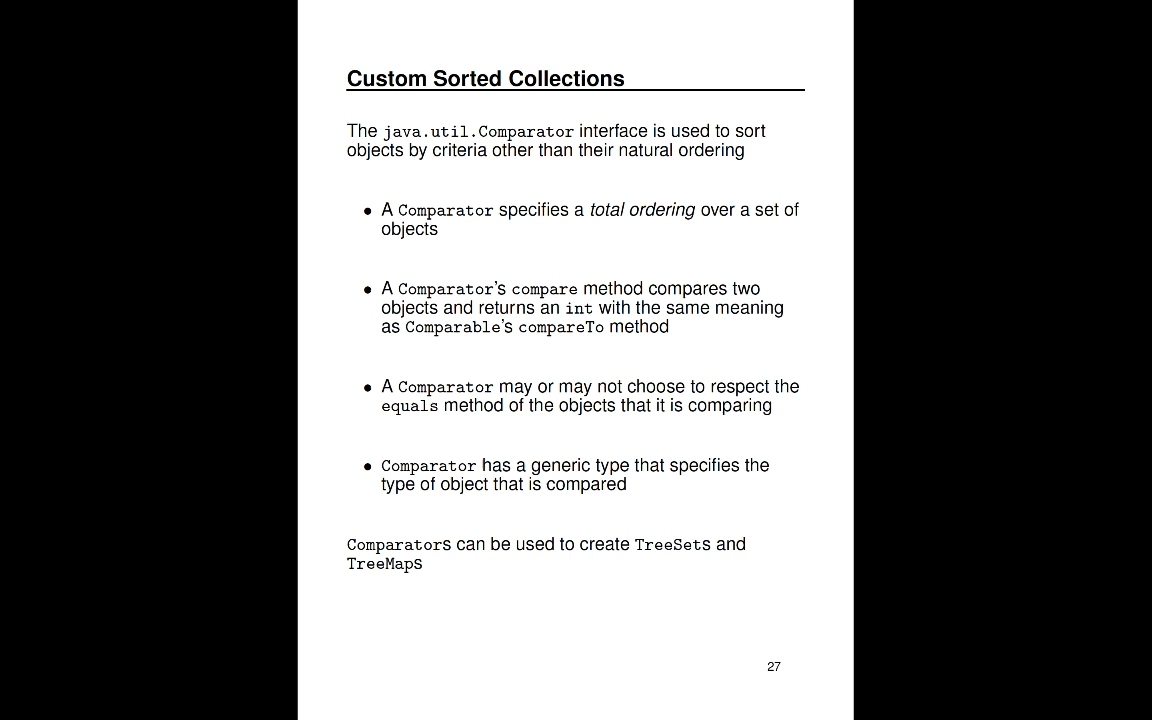 Custom Sorted Collections
The java.util.Comparator interface is used to sort
objects by criteria other than their natural ordering
• A Comparator specifies a total ordering over a set of
objects
• A Comparator's compare method compares two
objects and returns an int with the same meaning
as Comparable's compareTo method
• A Comparator may or may not choose to respect the
equals method of the objects that it is comparing
• Comparator has a generic type that specifies the
type of object that is compared
Comparators can be used to create TreeSets and
TreeMaps
27